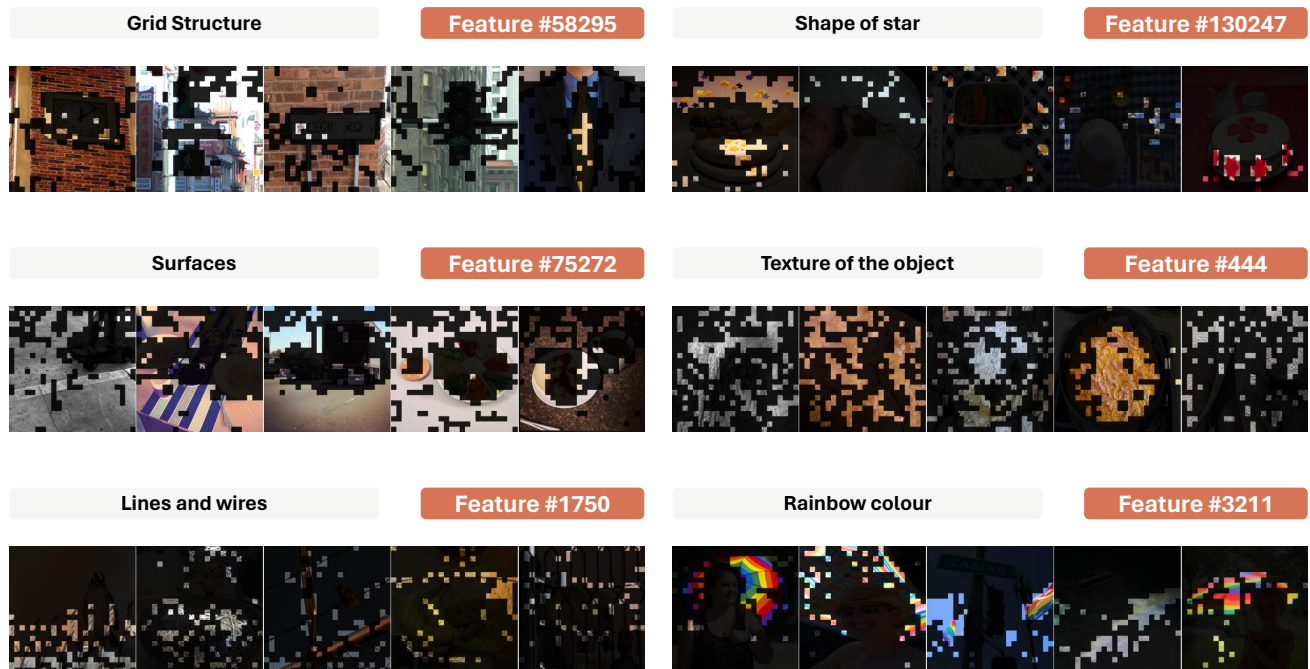 Grid Structure
Feature #58295
Shape of star
Feature #130247
Surfaces
Feature #75272
Texture of the object
Feature #444
Lines and wires
Feature #1750
Rainbow colour
Feature #3211